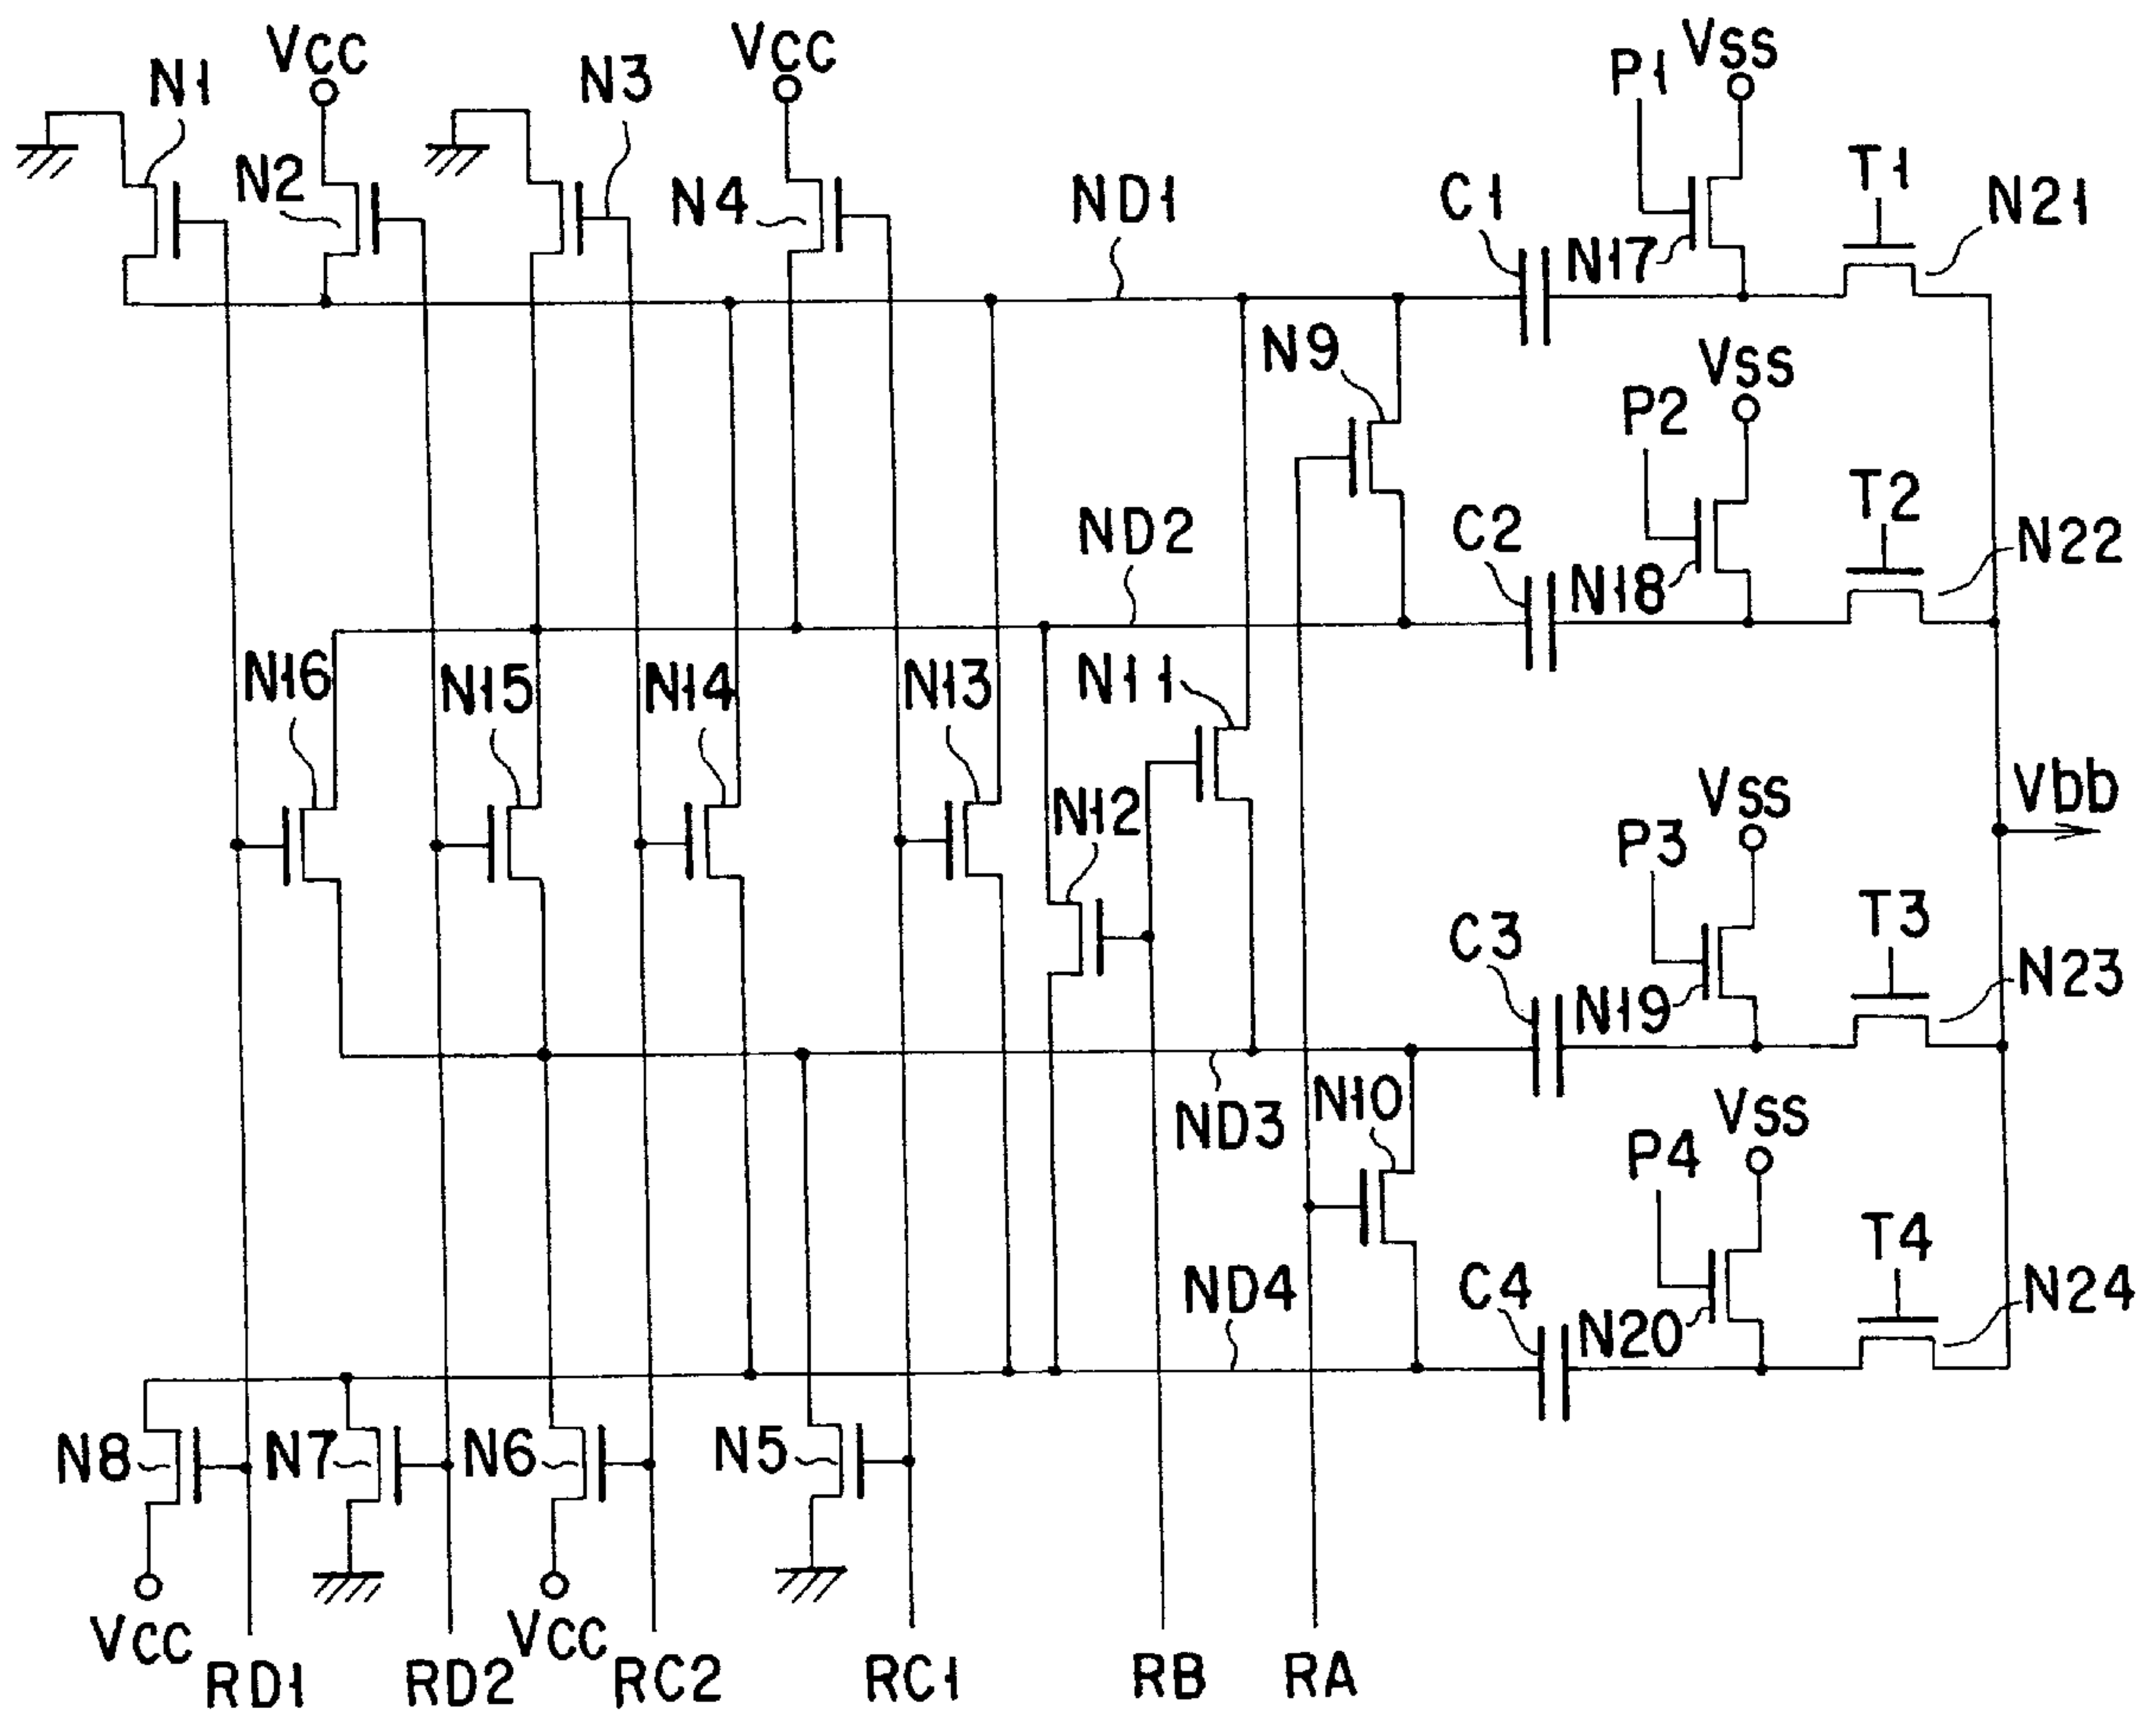 N1
VCC
N2
N3
VCC
N4
ND1
C1
P1
VSS
N17
T1
N21
N9
ND2
C2
P2
VSS
N18
T2
N22
N16
N15
N14
N13
N11
N12
Vbb
C3
P3
VSS
N19
T3
N23
ND3
N10
ND4
C4
P4
VSS
N20
T4
N24
N8
N7
N6
N5
VCC
RD1
RD2
VCC
RC2
RC1
RB
RA